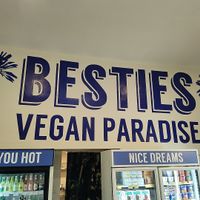 BESTIES
VEGAN PARADISE
YOU HOT
NICE DREAMS